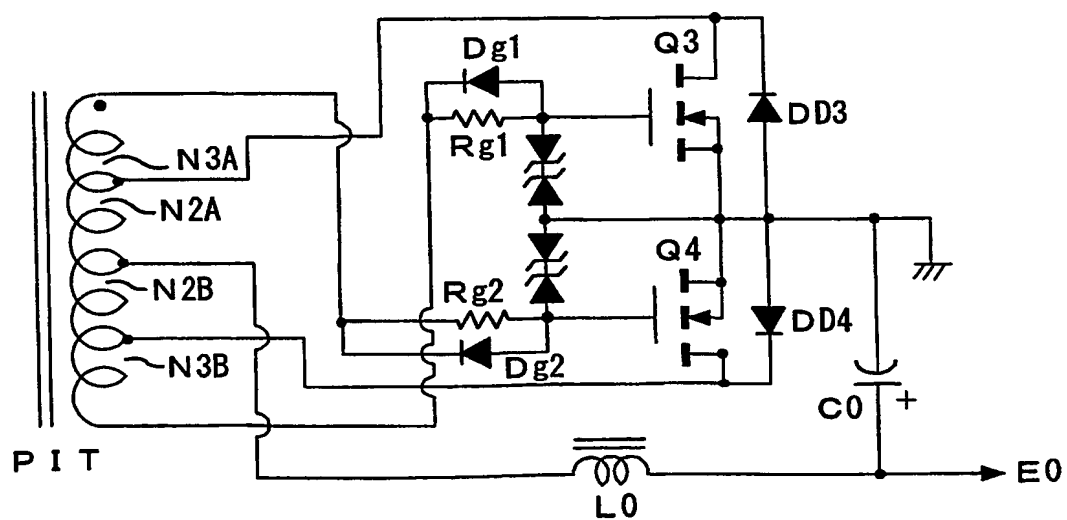 Dg1
Q3
DD3
Rg1
N3A
N2A
Q4
N2B
Rg2
DD4
N3B
Dg2
C0
+
PIT
E0
L0